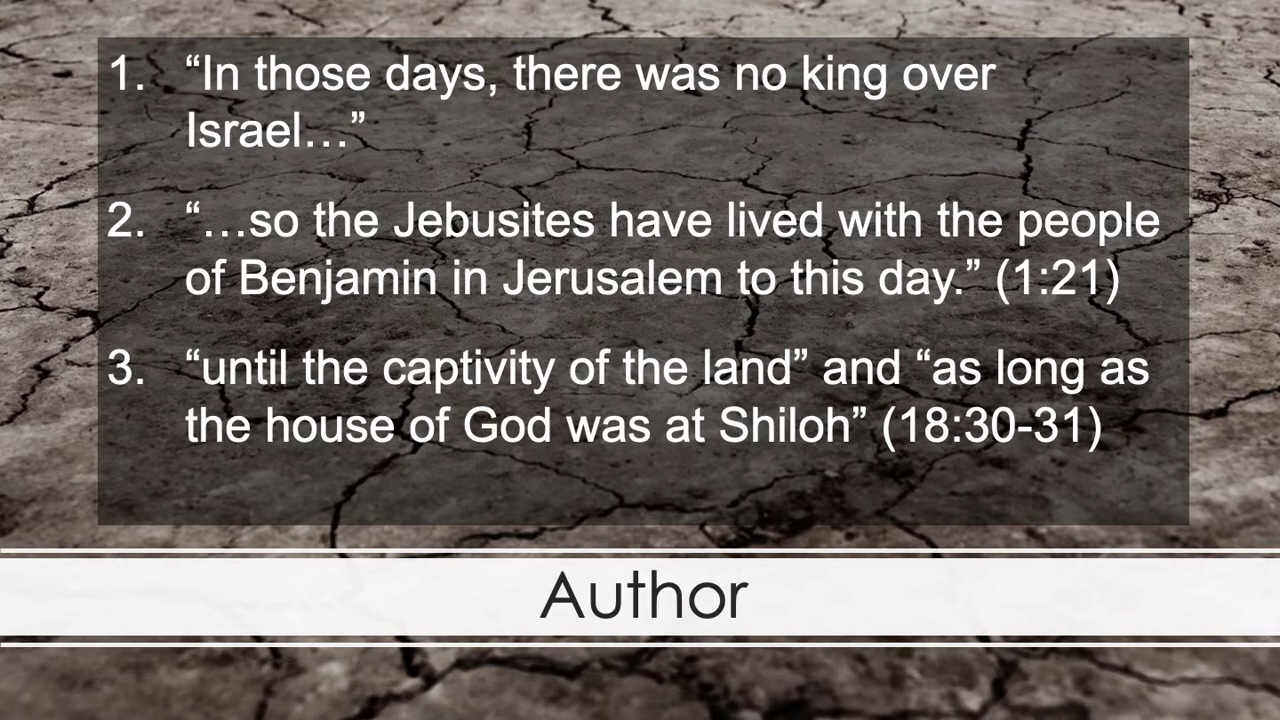 1. “In those days, there was no king over
Israel…”
2. “…so the Jebusites have lived with the people
of Benjamin in Jerusalem to this day.” (1:21)
3. “until the captivity of the land” and “as long as
the house of God was at Shiloh” (18:30-31)
Author